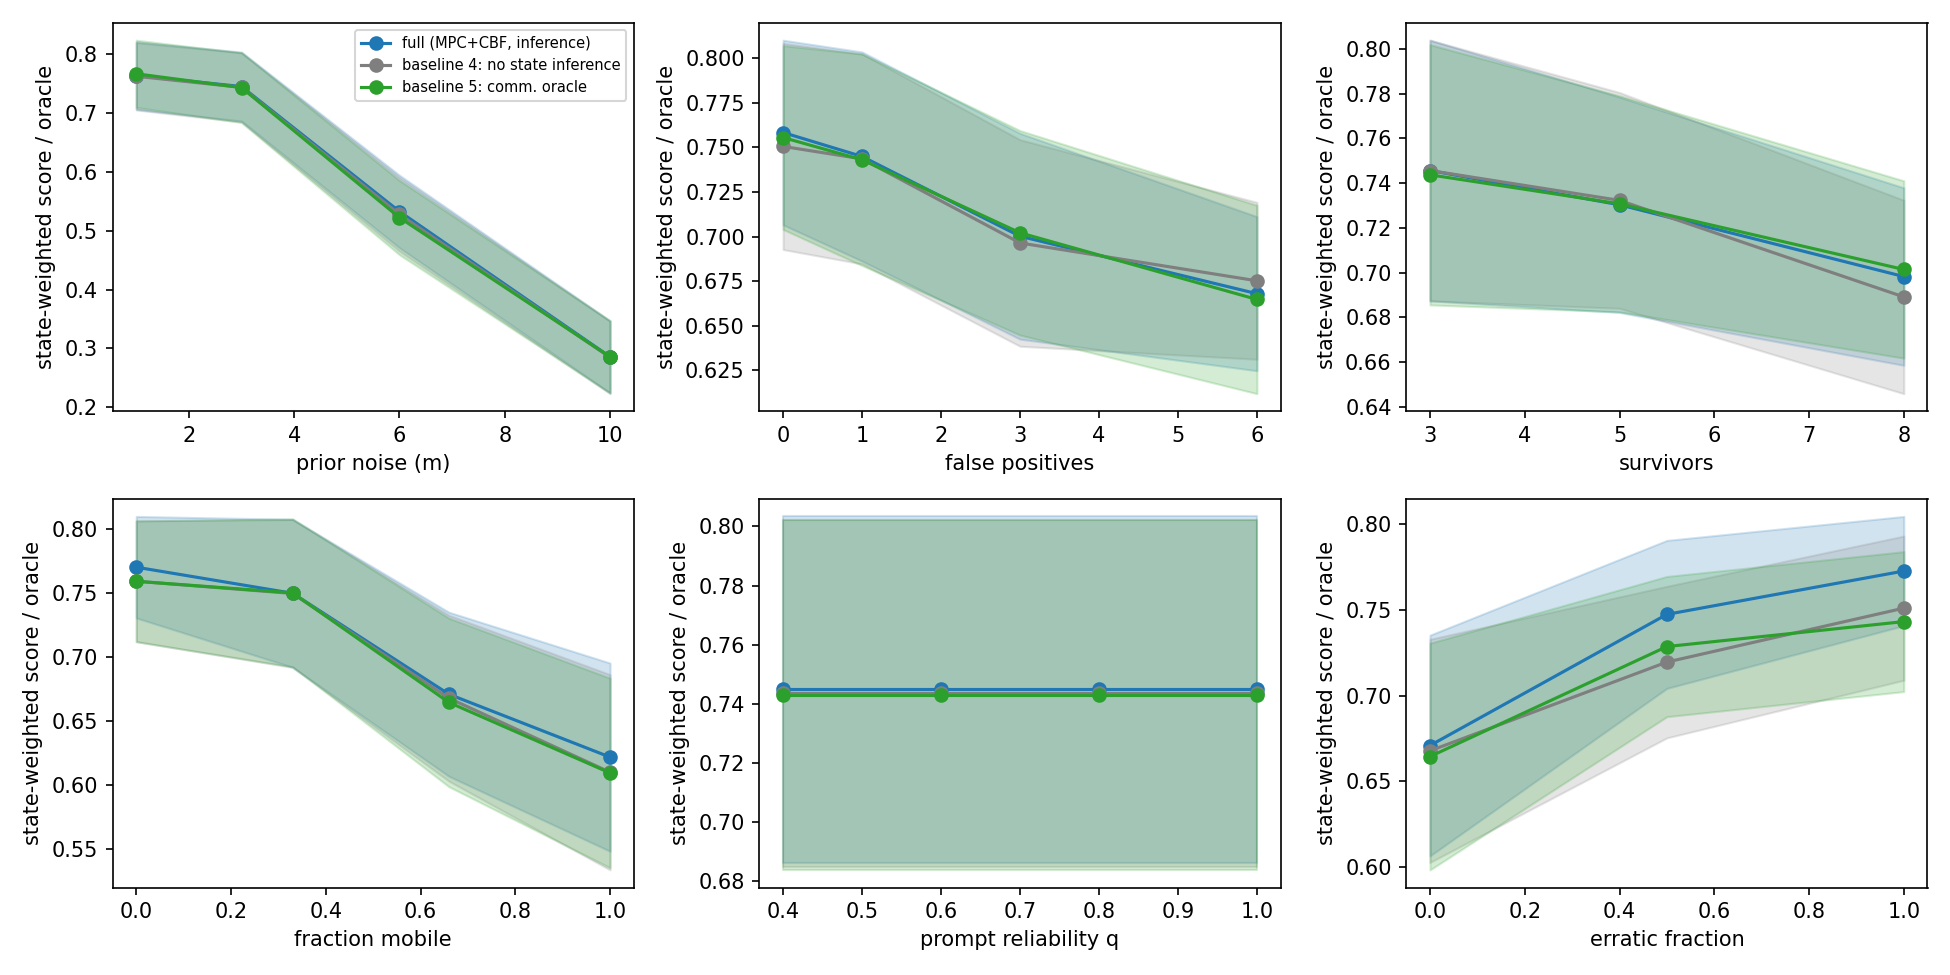 state-weighted score / oracle
0.8
0.7
0.6
0.5
0.4
0.3
0.2
full (MPC+CBF, inference)
baseline 4: no state inference
baseline 5: comm. oracle
2 4 6 8 10
prior noise (m)
state-weighted score / oracle
0.800
0.775
0.750
0.725
0.700
0.675
0.650
0.625
0 1 2 3 4 5 6
false positives
state-weighted score / oracle
0.80
0.78
0.76
0.74
0.72
0.70
0.68
0.66
0.64
3 4 5 6 7 8
survivors
state-weighted score / oracle
0.80
0.75
0.70
0.65
0.60
0.55
0.0 0.2 0.4 0.6 0.8 1.0
fraction mobile
state-weighted score / oracle
0.80
0.78
0.76
0.74
0.72
0.70
0.68
0.4 0.5 0.6 0.7 0.8 0.9 1.0
prompt reliability q
state-weighted score / oracle
0.80
0.75
0.70
0.65
0.60
0.0 0.2 0.4 0.6 0.8 1.0
erratic fraction